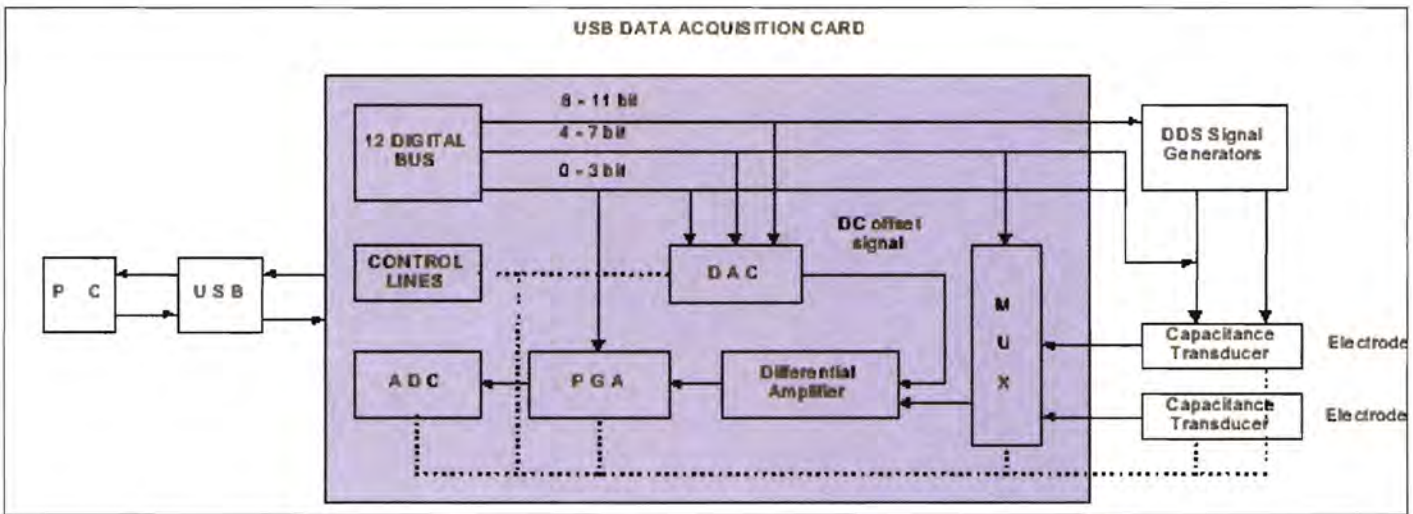 USB DATA ACQUISITION CARD
8 - 11 bit
4 - 7 bit
0 - 3 bit
12 DIGITAL
BUS
DDS Signal
Generators
DC offset
signal
CONTROL
LINES
D A C
P C
U S B
M
U
X
Capacitance
Transducer
Electrode
A D C
P G A
Differential
Amplifier
Capacitance
Transducer
Electrode